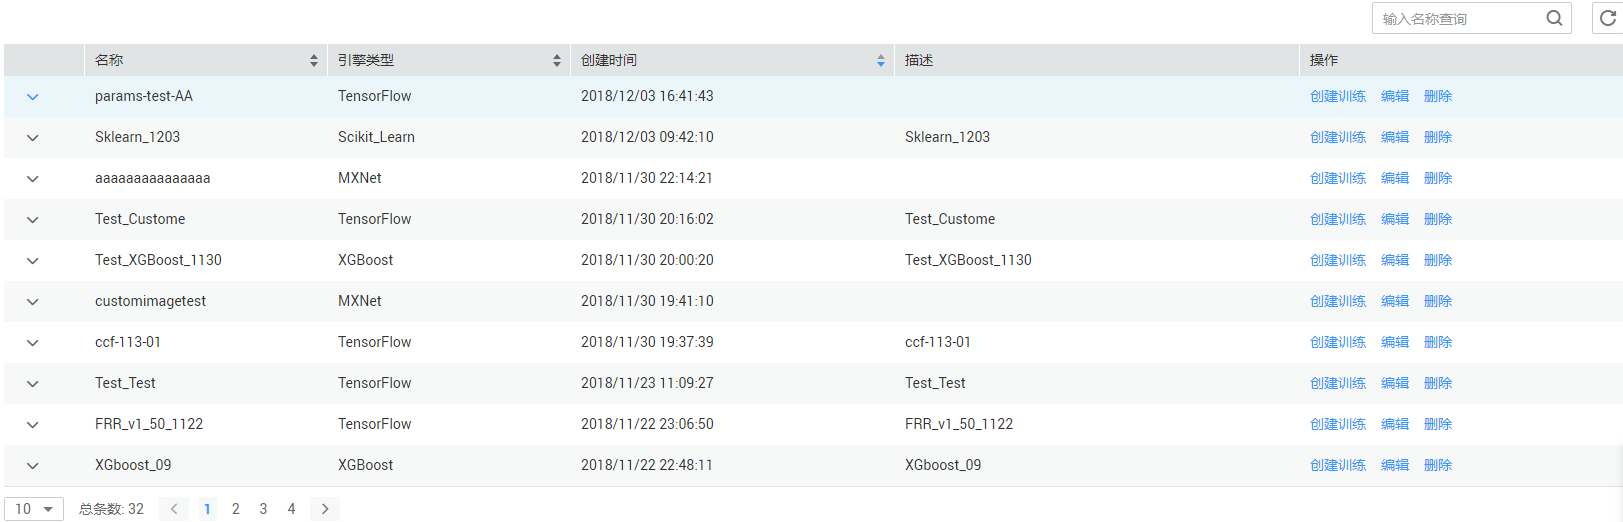 输入名称查询
名称 引擎类型 创建时间 描述 操作
params-test-AA TensorFlow 2018/12/03 16:41:43 创建训练 编辑 删除
Sklearn_1203 Scikit_Learn 2018/12/03 09:42:10 Sklearn_1203 创建训练 编辑 删除
aaaaaaaaaaaaaaa MXNet 2018/11/30 22:14:21 创建训练 编辑 删除
Test_Custome TensorFlow 2018/11/30 20:16:02 Test_Custome 创建训练 编辑 删除
Test_XGBoost_1130 XGBoost 2018/11/30 20:00:20 Test_XGBoost_1130 创建训练 编辑 删除
customimagetest MXNet 2018/11/30 19:41:10 创建训练 编辑 删除
ccf-113-01 TensorFlow 2018/11/30 19:37:39 ccf-113-01 创建训练 编辑 删除
Test_Test TensorFlow 2018/11/23 11:09:27 Test_Test 创建训练 编辑 删除
FRR_v1_50_1122 TensorFlow 2018/11/22 23:06:50 FRR_v1_50_1122 创建训练 编辑 删除
XGboost_09 XGBoost 2018/11/22 22:48:11 XGboost_09 创建训练 编辑 删除
10 总条数: 32 < 1 2 3 4 >